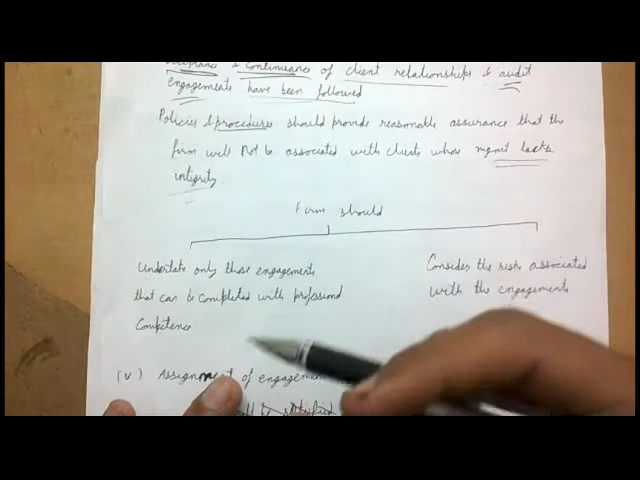 Acceptance & Continuance of client relationships & audit
Engagements have been followed
Policies & procedures should provide reasonable assurance that the
firm will Not be associated with clients whose mgmt lacks
integrity
Firm should
Undertake only those engagements
that can be completed with professional
Competence
Consider the risk associated
with the engagements
(V) Assignment of engagemen